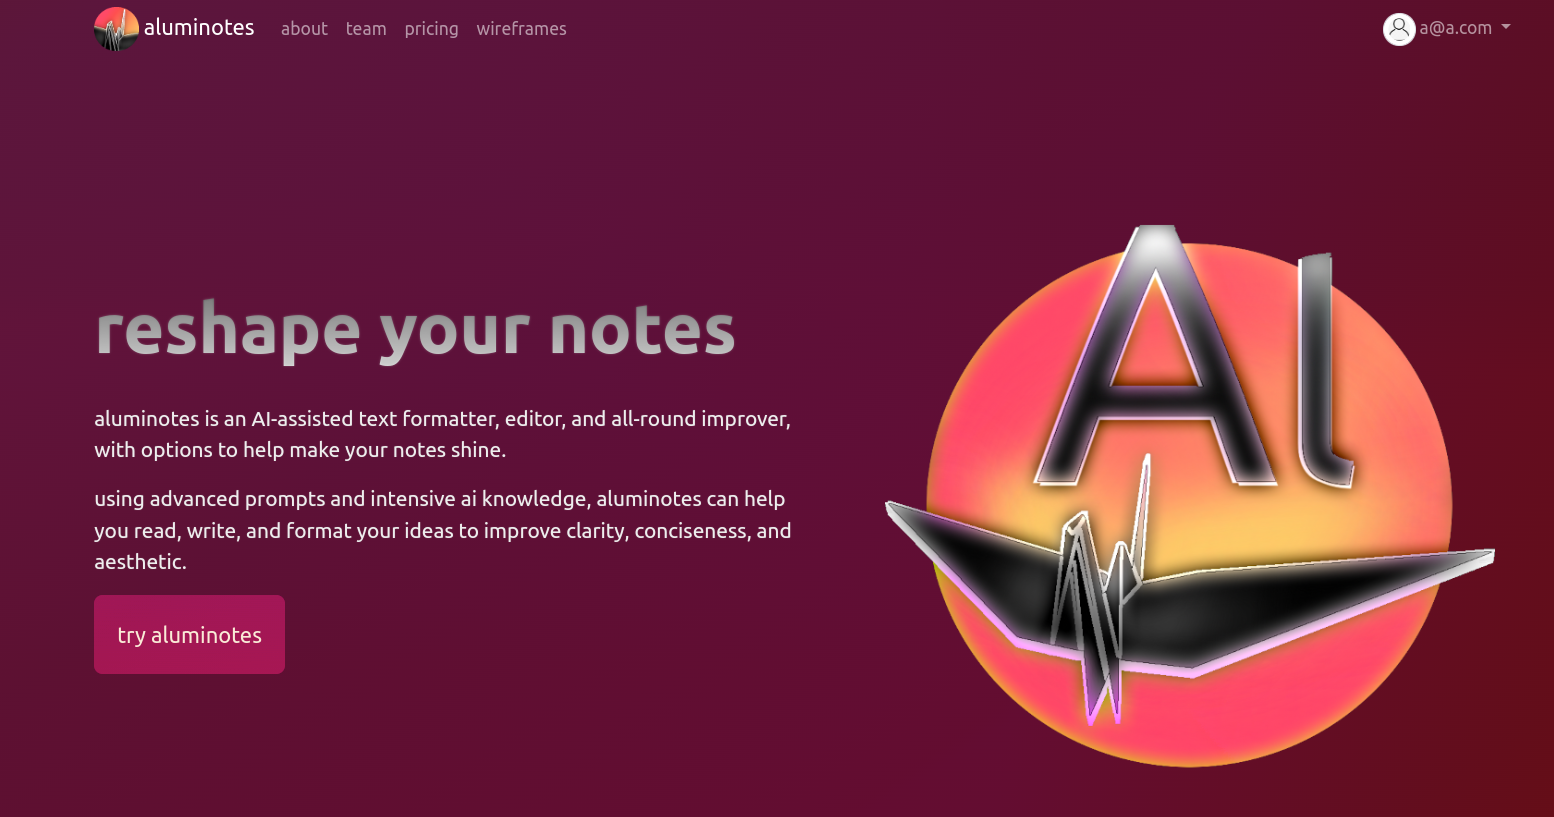 aluminotes about team pricing wireframes a@a.com
Al
reshape your notes
aluminotes is an AI-assisted text formatter, editor, and all-round improver,
with options to help make your notes shine.
using advanced prompts and intensive ai knowledge, aluminotes can help
you read, write, and format your ideas to improve clarity, conciseness, and
aesthetic.
try aluminotes